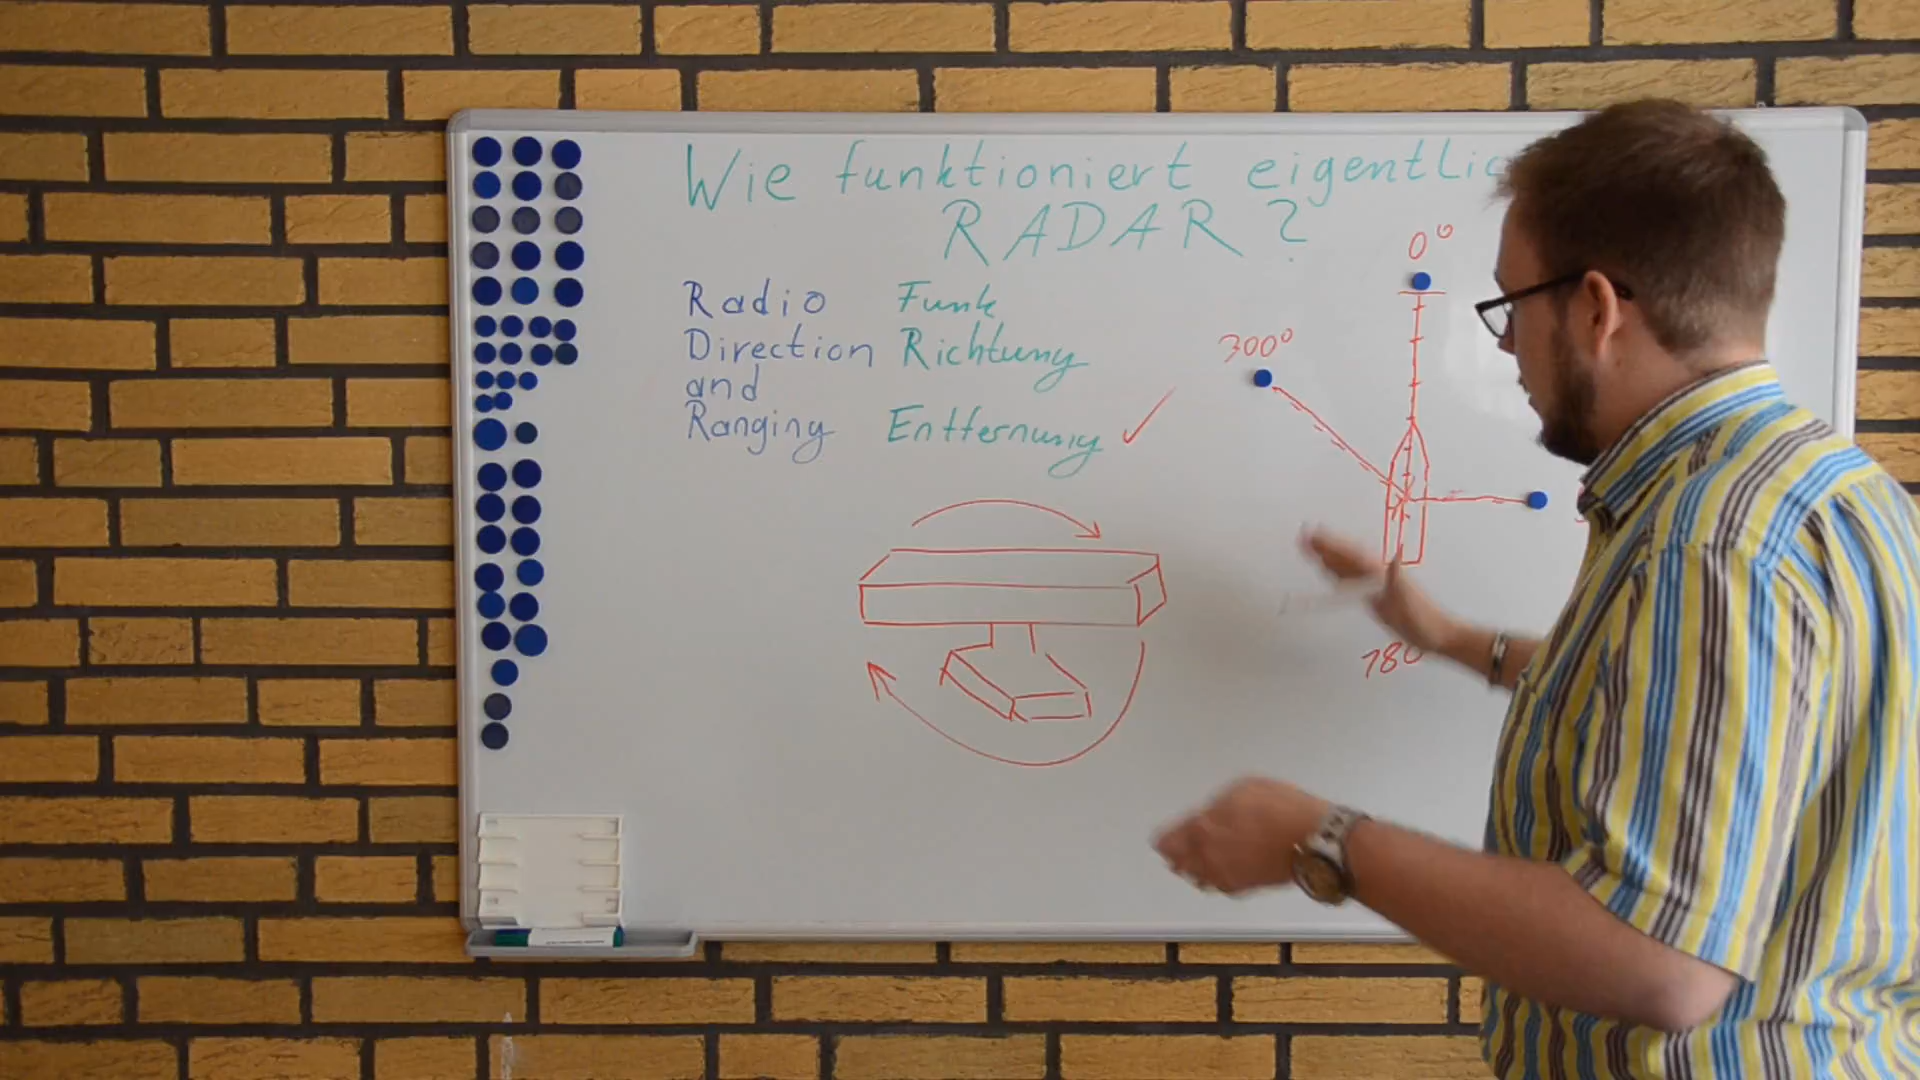 Wie funktioniert eigentlic
RADAR?
Radio Funk
Direction Richtung
and
Ranging Entfernung
0°
300°
180